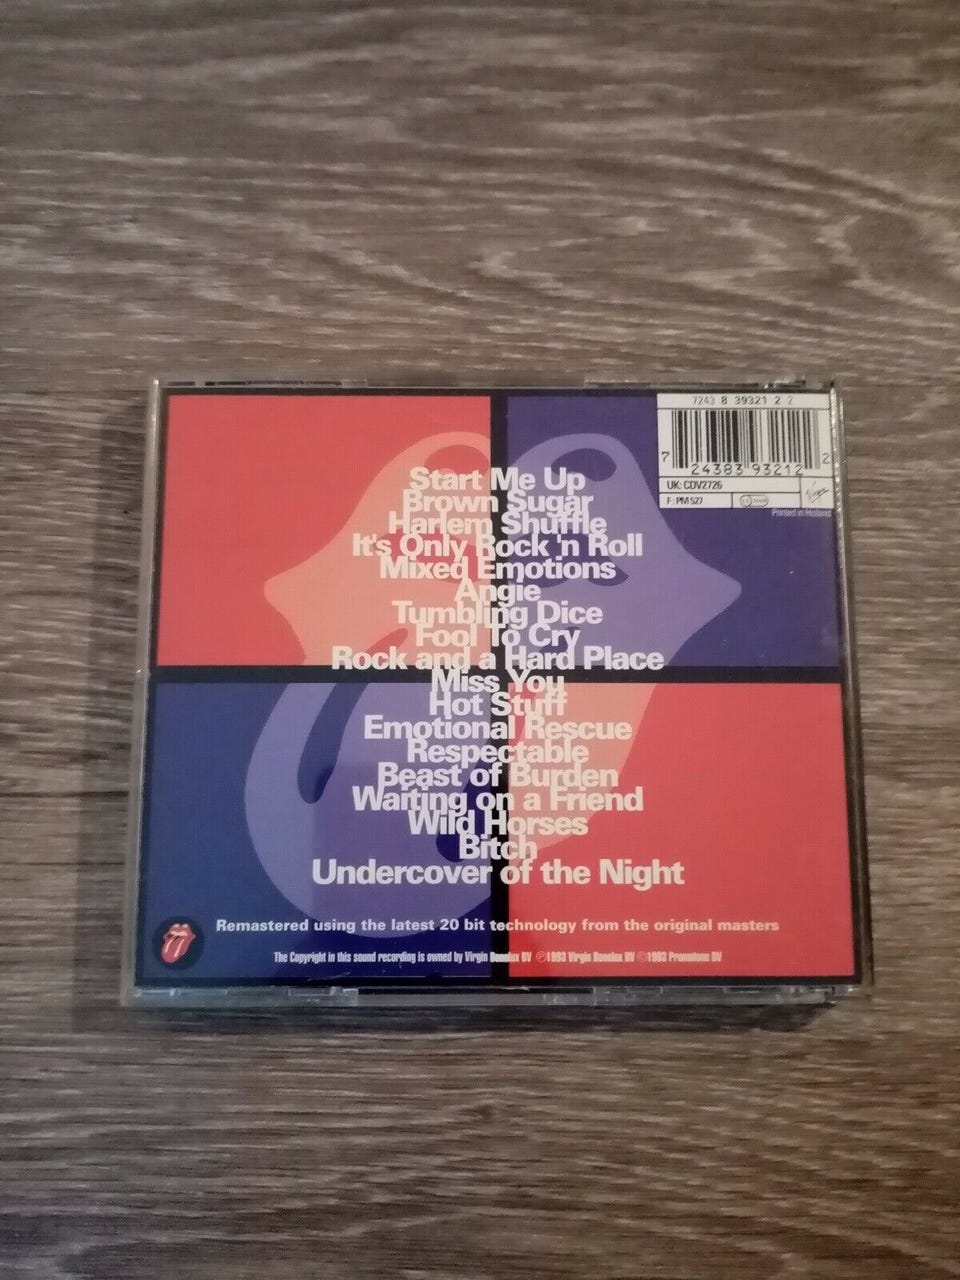 7243 8 39321 2 2
7 24383 93212 2
UK: CDV2726
F: PM 527
Virgin
Printed in Holland
Start Me Up
Brown Sugar
Harlem Shuffle
It's Only Rock 'n Roll
Mixed Emotions
Angie
Tumbling Dice
Fool To Cry
Rock and a Hard Place
Miss You
Hot Stuff
Emotional Rescue
Respectable
Beast of Burden
Waiting on a Friend
Wild Horses
Bitch
Undercover of the Night
Remastered using the latest 20 bit technology from the original masters
The Copyright in this sound recording is owned by Virgin Benelux BV ℗1993 Virgin Benelux BV ©1993 Promotone BV